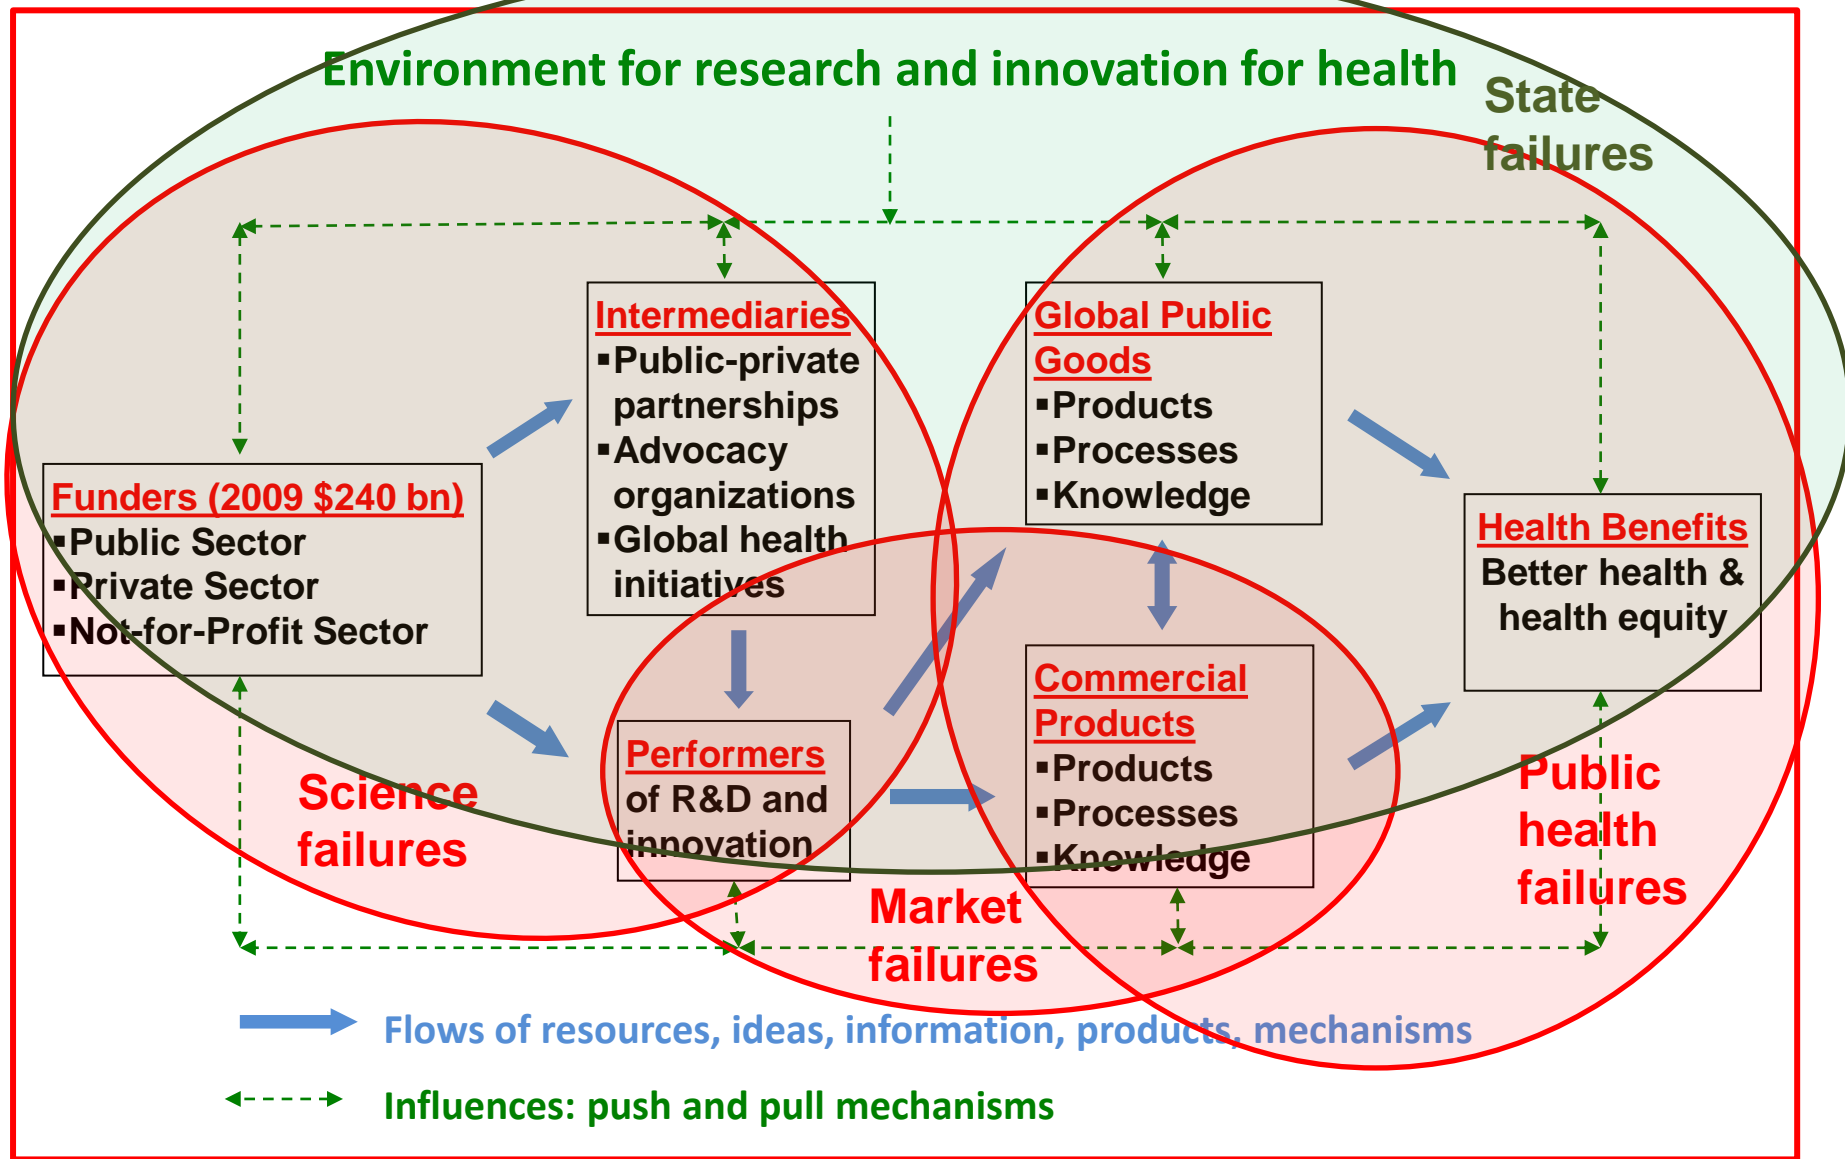 Environment for research and innovation for health
State
failures
Intermediaries
▪Public-private
partnerships
▪Advocacy
organizations
▪Global health
initiatives
Global Public
Goods
▪Products
▪Processes
▪Knowledge
Funders (2009 $240 bn)
▪Public Sector
▪Private Sector
▪Not-for-Profit Sector
Health Benefits
Better health &
health equity
Performers
of R&D and
innovation
Commercial
Products
▪Products
▪Processes
▪Knowledge
Science
failures
Market
failures
Public
health
failures
Flows of resources, ideas, information, products, mechanisms
Influences: push and pull mechanisms